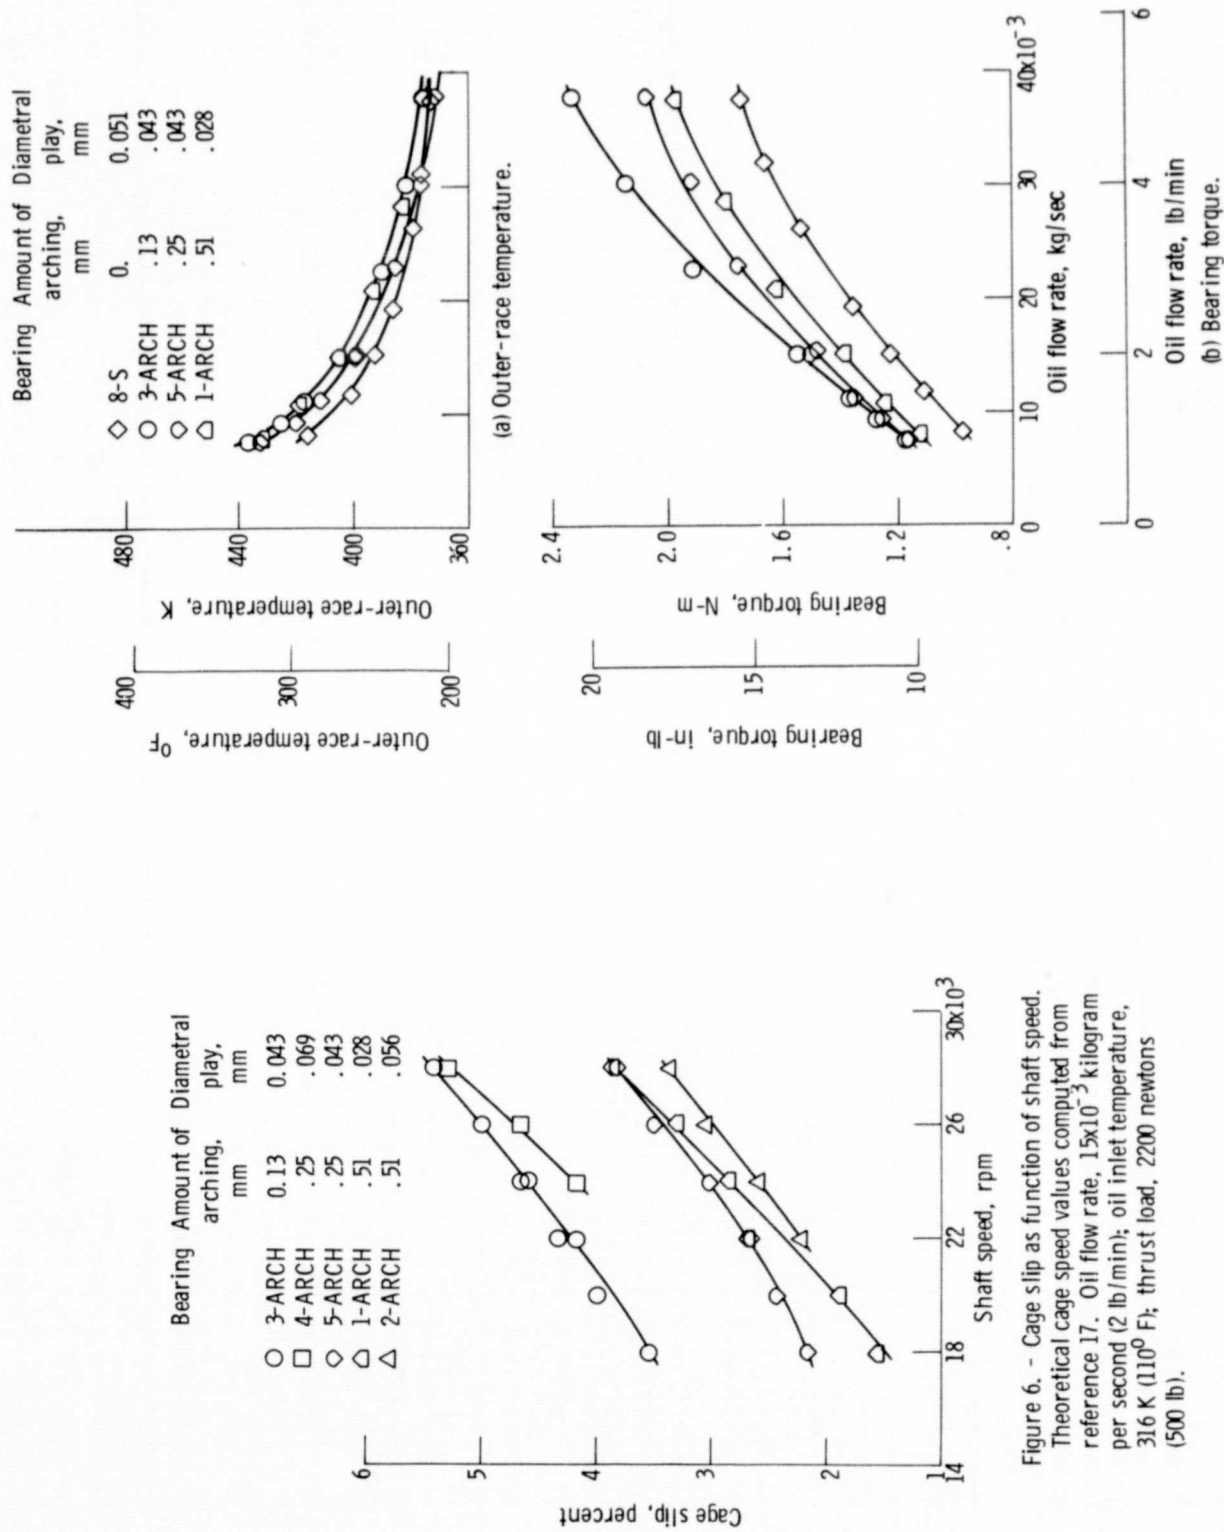 Bearing Amount of Diametral
arching, play,
mm mm
3-ARCH 0.13 0.043
4-ARCH .25 .069
5-ARCH .25 .043
1-ARCH .51 .028
2-ARCH .51 .056
6
5
4
3
2
1
Cage slip, percent
14 18 22 26 30x10³
Shaft speed, rpm
Figure 6. - Cage slip as function of shaft speed.
Theoretical cage speed values computed from
reference 17. Oil flow rate, 15x10⁻³ kilogram
per second (2 lb/min); oil inlet temperature,
316 K (110⁰ F); thrust load, 2200 newtons
(500 lb).
Bearing Amount of Diametral
arching, play,
mm mm
8-S 0. 0.051
3-ARCH .13 .043
5-ARCH .25 .043
1-ARCH .51 .028
400
300
200
Outer-race temperature, ⁰F
480
440
400
360
Outer-race temperature, K
(a) Outer-race temperature.
20
15
10
Bearing torque, in-lb
2.4
2.0
1.6
1.2
.8
Bearing torque, N-m
0 10 20 30 40x10⁻³
Oil flow rate, kg/sec
0 2 4 6
Oil flow rate, lb/min
(b) Bearing torque.